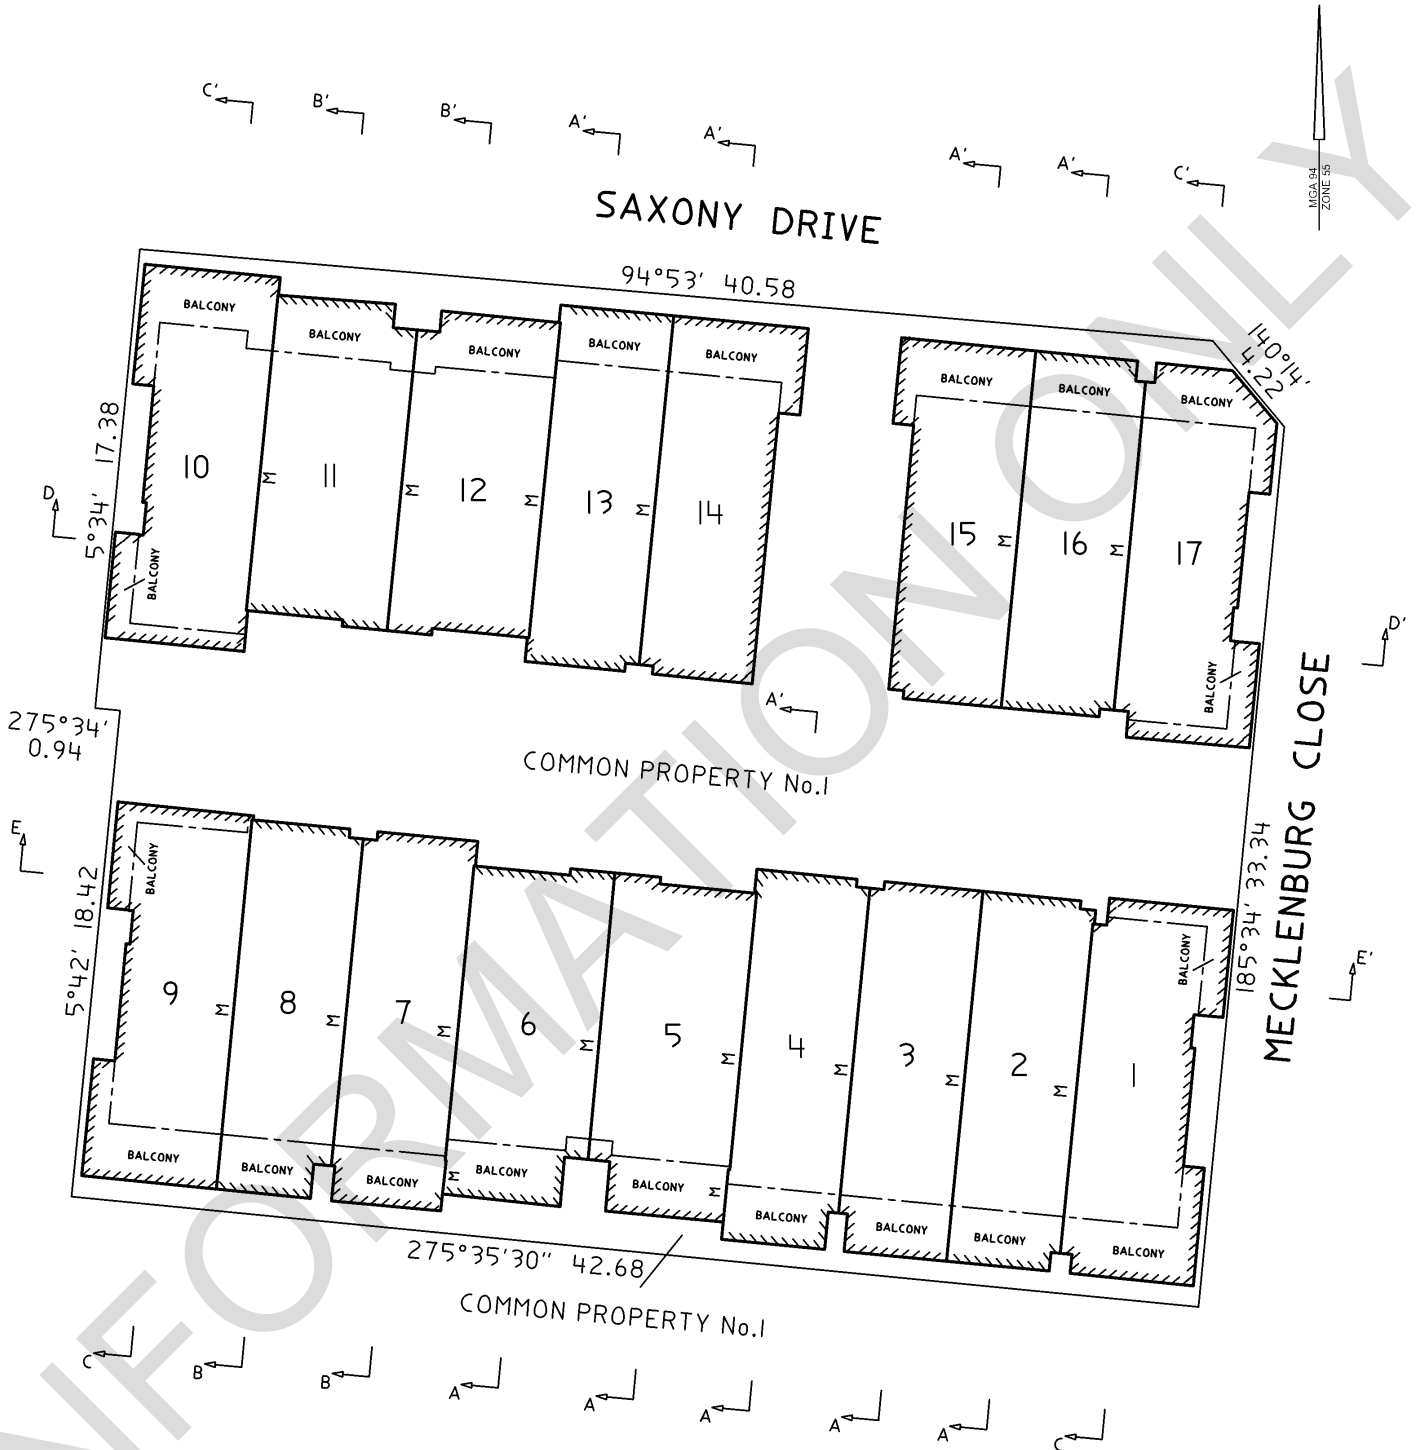 C' B' B' A' A' A' A' C'
MGA 94
ZONE 55
SAXONY DRIVE
94°53' 40.58
140°14'
4.22
BALCONY BALCONY BALCONY BALCONY BALCONY BALCONY BALCONY BALCONY
5°34' 17.38
10 11 12 13 14 15 16 17
M M M M M M
D
BALCONY
BALCONY
D'
A'
275°34'
0.94
COMMON PROPERTY No.1
MECKLENBURG CLOSE
185°34' 33.34
E
BALCONY
BALCONY
E'
5°42' 18.42
9 8 7 6 5 4 3 2 1
M M M M M M M M
M M
BALCONY BALCONY BALCONY BALCONY BALCONY BALCONY BALCONY BALCONY BALCONY
275°35'30" 42.68
COMMON PROPERTY No.1
C B B A A A A A C
INFORMATION ONLY